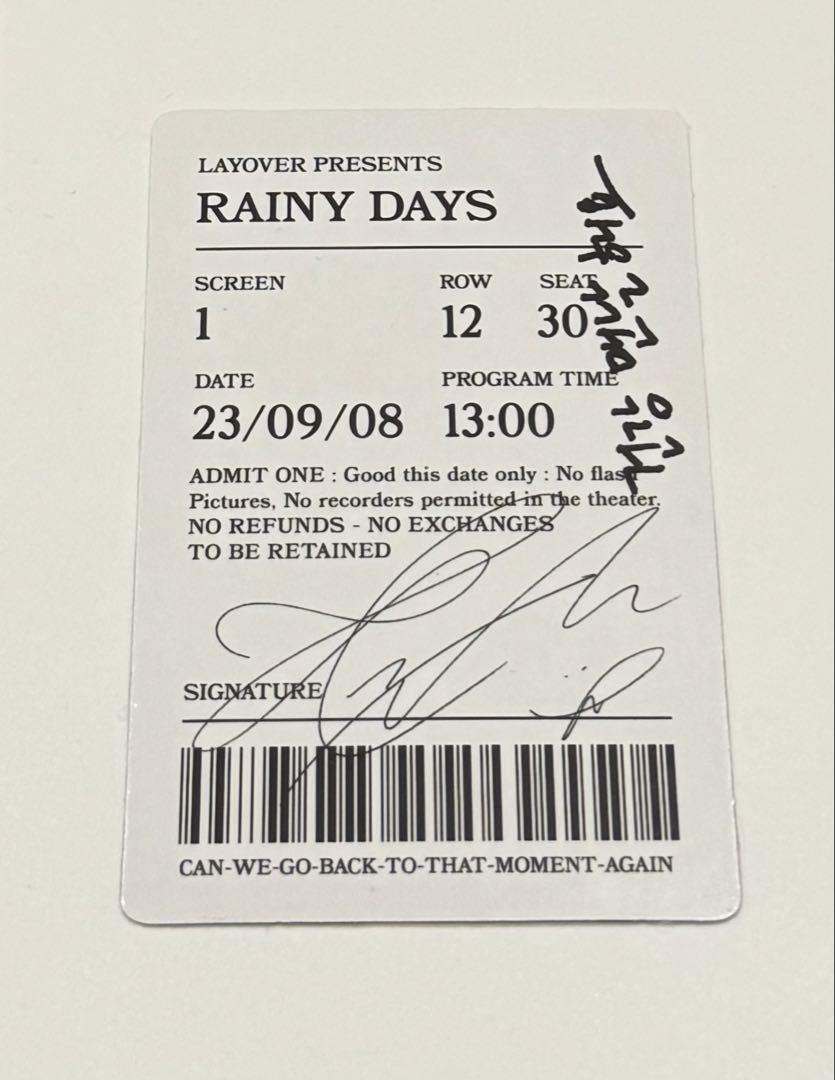 LAYOVER PRESENTS
RAINY DAYS
SCREEN ROW SEAT
1 12 30
DATE PROGRAM TIME
23/09/08 13:00
ADMIT ONE : Good this date only : No flash
Pictures, No recorders permitted in the theater.
NO REFUNDS - NO EXCHANGES
TO BE RETAINED
SIGNATURE
CAN-WE-GO-BACK-TO-THAT-MOMENT-AGAIN